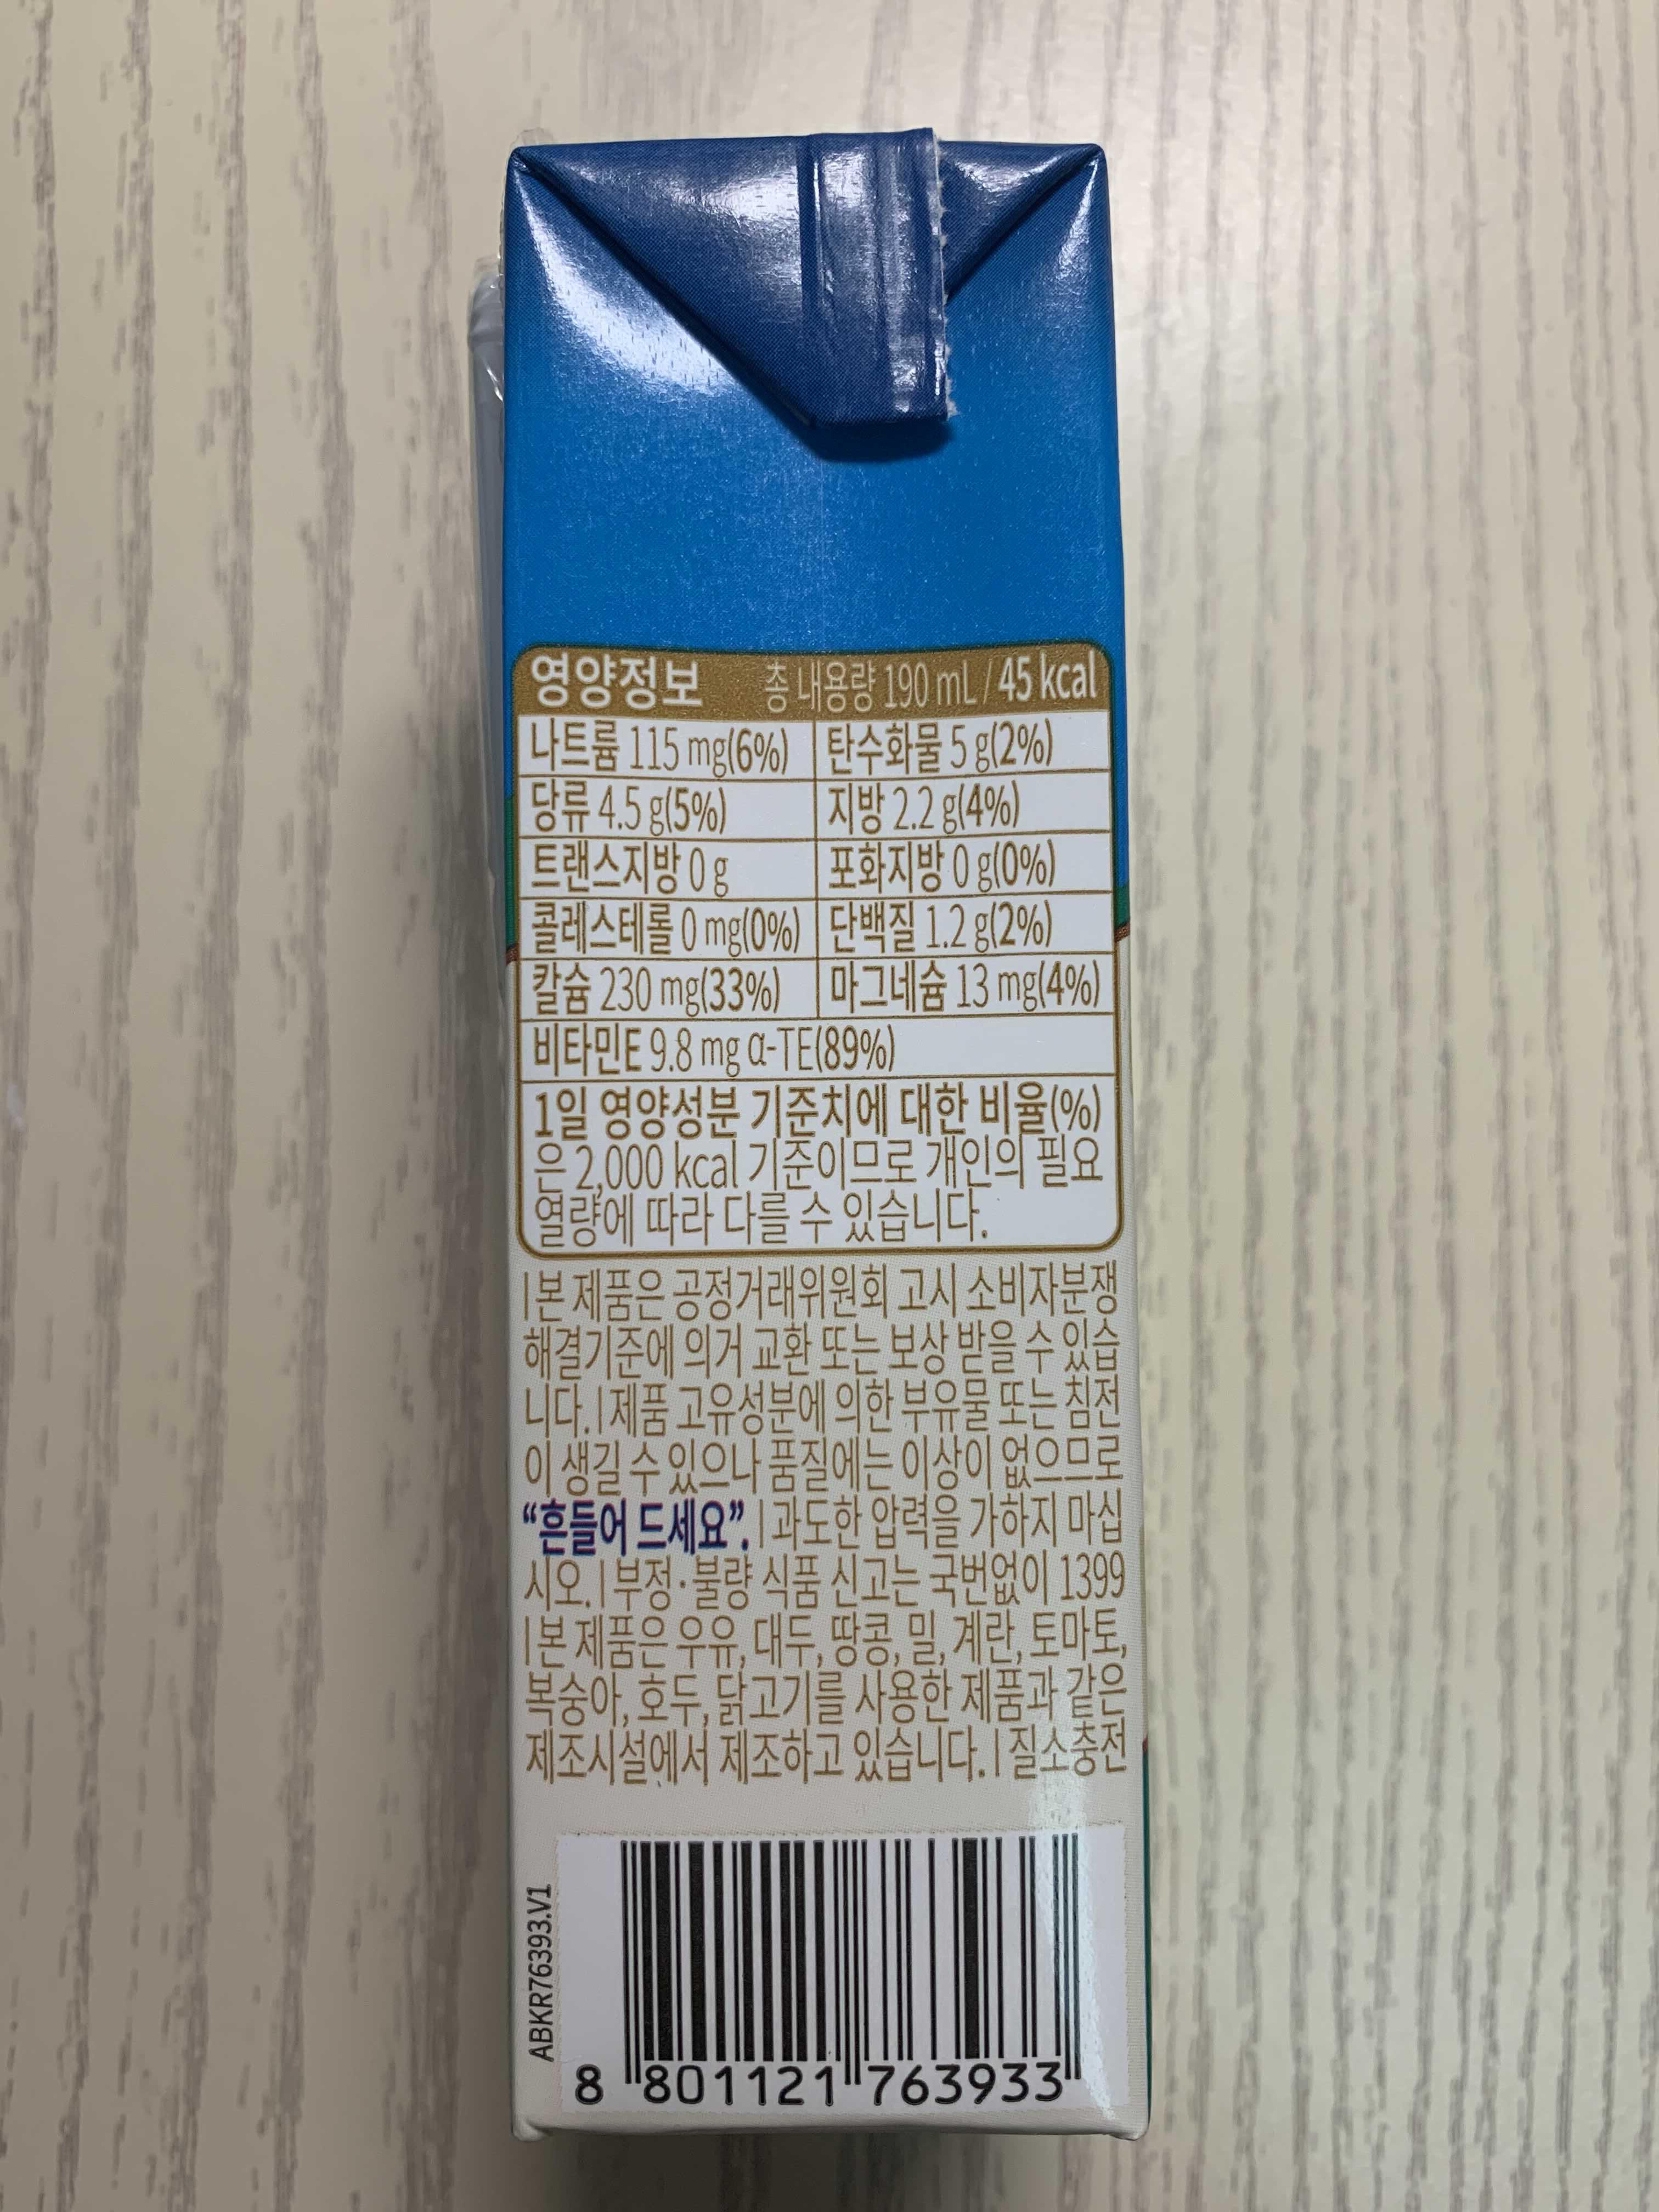 영양정보 총 내용량 190 mL / 45 kcal
나트륨 115 mg(6%) 탄수화물 5 g(2%)
당류 4.5 g(5%) 지방 2.2 g(4%)
트랜스지방 0 g 포화지방 0 g(0%)
콜레스테롤 0 mg(0%) 단백질 1.2 g(2%)
칼슘 230 mg(33%) 마그네슘 13 mg(4%)
비타민E 9.8 mg α-TE(89%)
1일 영양성분 기준치에 대한 비율(%)
은 2,000 kcal 기준이므로 개인의 필요
열량에 따라 다를 수 있습니다.
|본 제품은 공정거래위원회 고시 소비자분쟁
해결기준에 의거 교환 또는 보상 받을 수 있습
니다.|제품 고유성분에 의한 부유물 또는 침전
이 생길 수 있으나 품질에는 이상이 없으므로
“흔들어 드세요”.|과도한 압력을 가하지 마십
시오.|부정·불량 식품 신고는 국번없이 1399
|본 제품은 우유, 대두, 땅콩, 밀, 계란, 토마토,
복숭아, 호두, 닭고기를 사용한 제품과 같은
제조시설에서 제조하고 있습니다.|질소충전
ABKR76393.V1
8 801121 763933